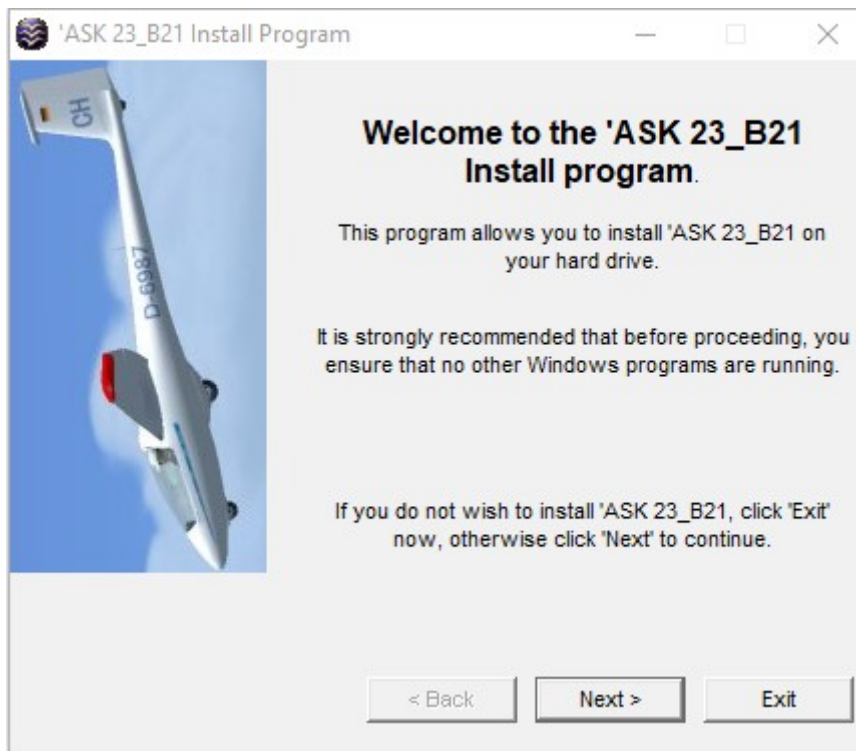 'ASK 23_B21 Install Program
CH
D-6987
Welcome to the 'ASK 23_B21
Install program.
This program allows you to install 'ASK 23_B21 on
your hard drive.
It is strongly recommended that before proceeding, you
ensure that no other Windows programs are running.
If you do not wish to install 'ASK 23_B21, click 'Exit'
now, otherwise click 'Next' to continue.
< Back
Next >
Exit